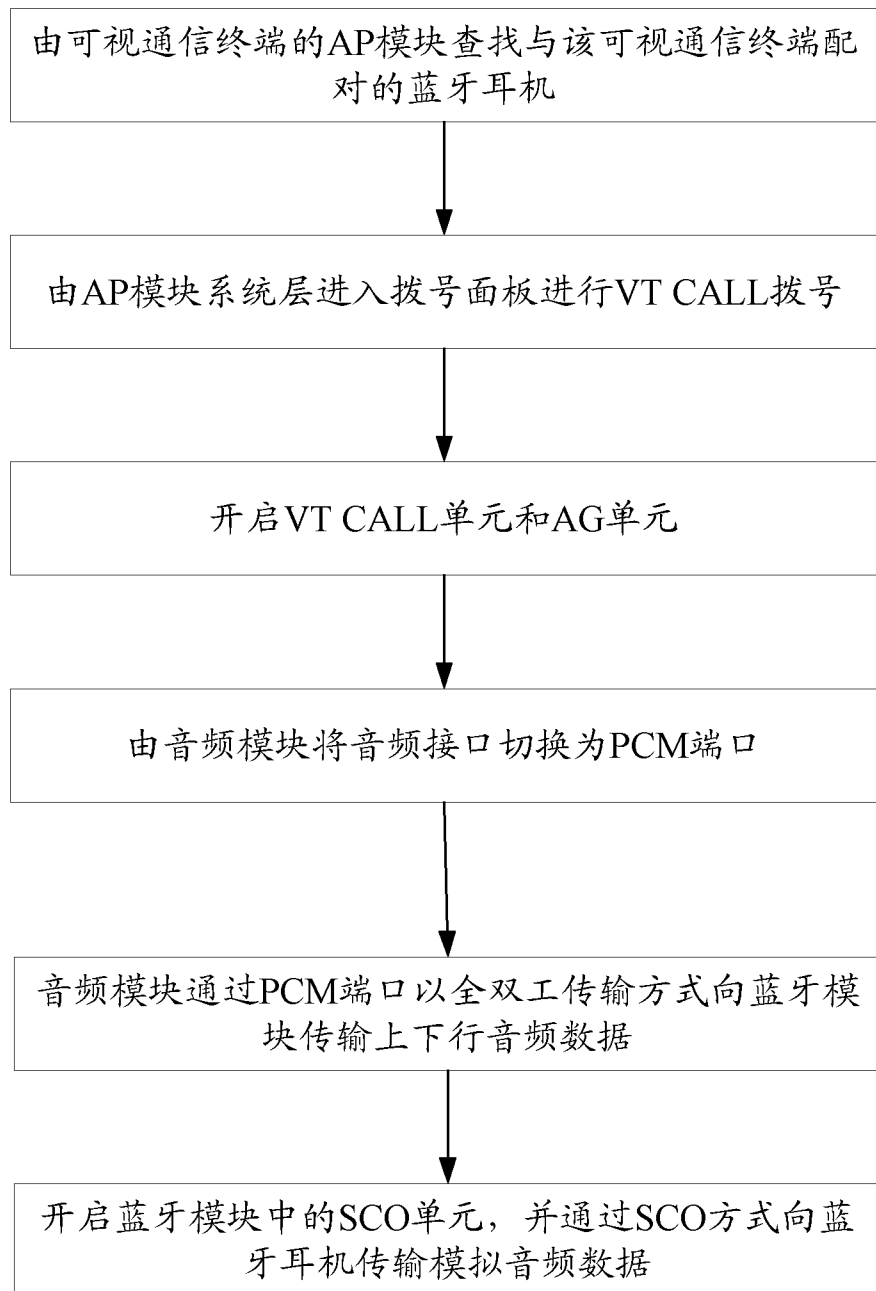 由可视通信终端的AP模块查找与该可视通信终端配
对的蓝牙耳机
由AP模块系统层进入拨号面板进行VT CALL拨号
开启VT CALL单元和AG单元
由音频模块将音频接口切换为PCM端口
音频模块通过PCM端口以全双工传输方式向蓝牙模
块传输上下行音频数据
开启蓝牙模块中的SCO单元，并通过SCO方式向蓝
牙耳机传输模拟音频数据